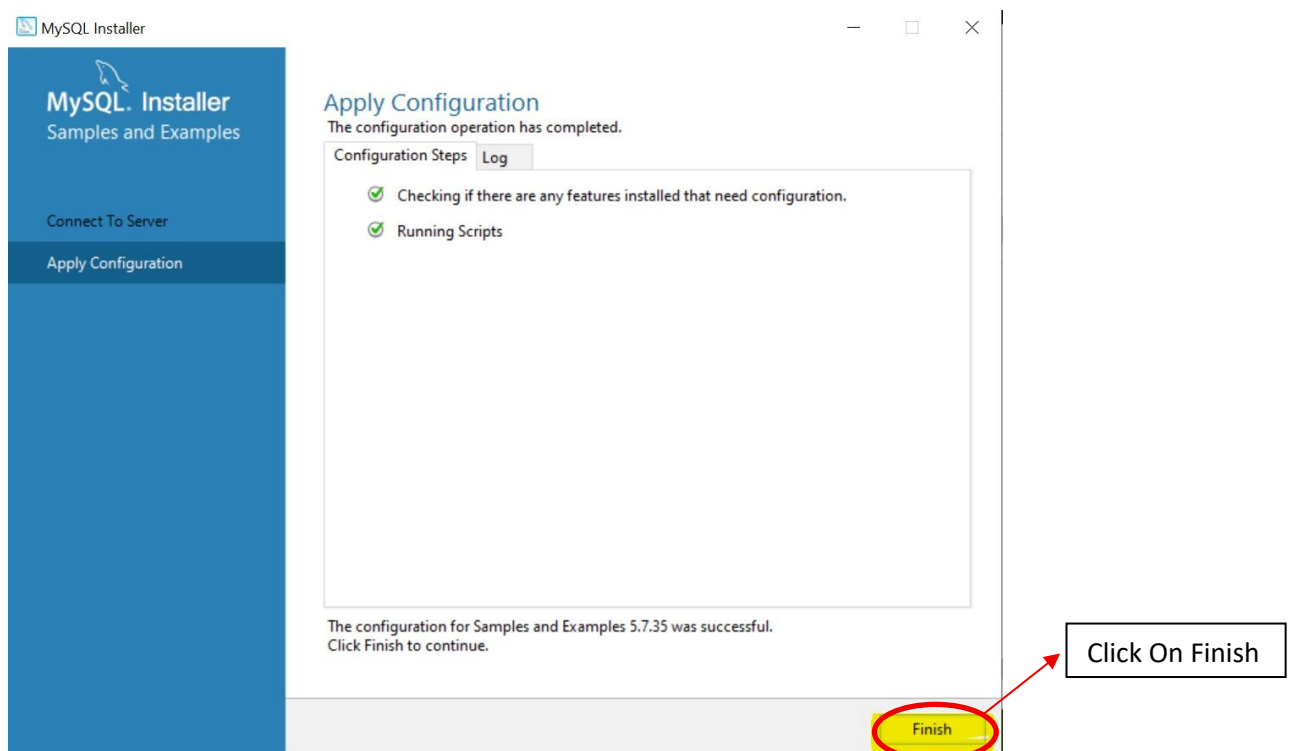 MySQL Installer
MySQL. Installer
Samples and Examples
Connect To Server
Apply Configuration
Apply Configuration
The configuration operation has completed.
Configuration Steps Log
Checking if there are any features installed that need configuration.
Running Scripts
The configuration for Samples and Examples 5.7.35 was successful.
Click Finish to continue.
Click On Finish
Finish